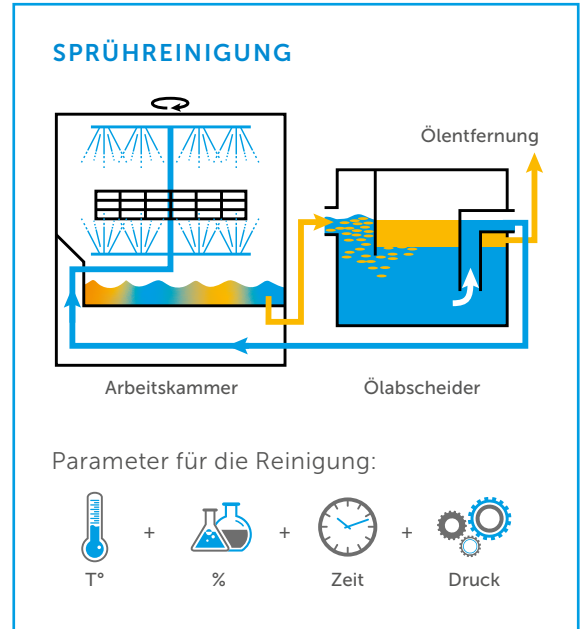 SPRÜHREINIGUNG
Ölentfernung
Arbeitskammer
Ölabscheider
Parameter für die Reinigung:
+ + +
T° % Zeit Druck